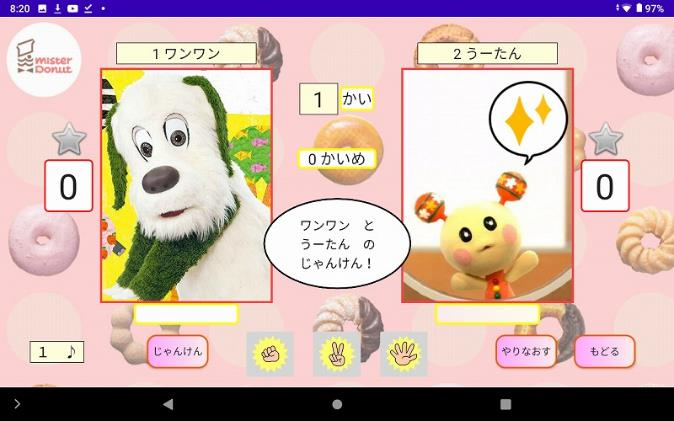 8:20
97%
mister
Donut
1 ワンワン
2 うーたん
1 かい
0 かいめ
0
0
ワンワン と
うーたん の
じゃんけん!
1 ♪
じゃんけん
やりなおす
もどる